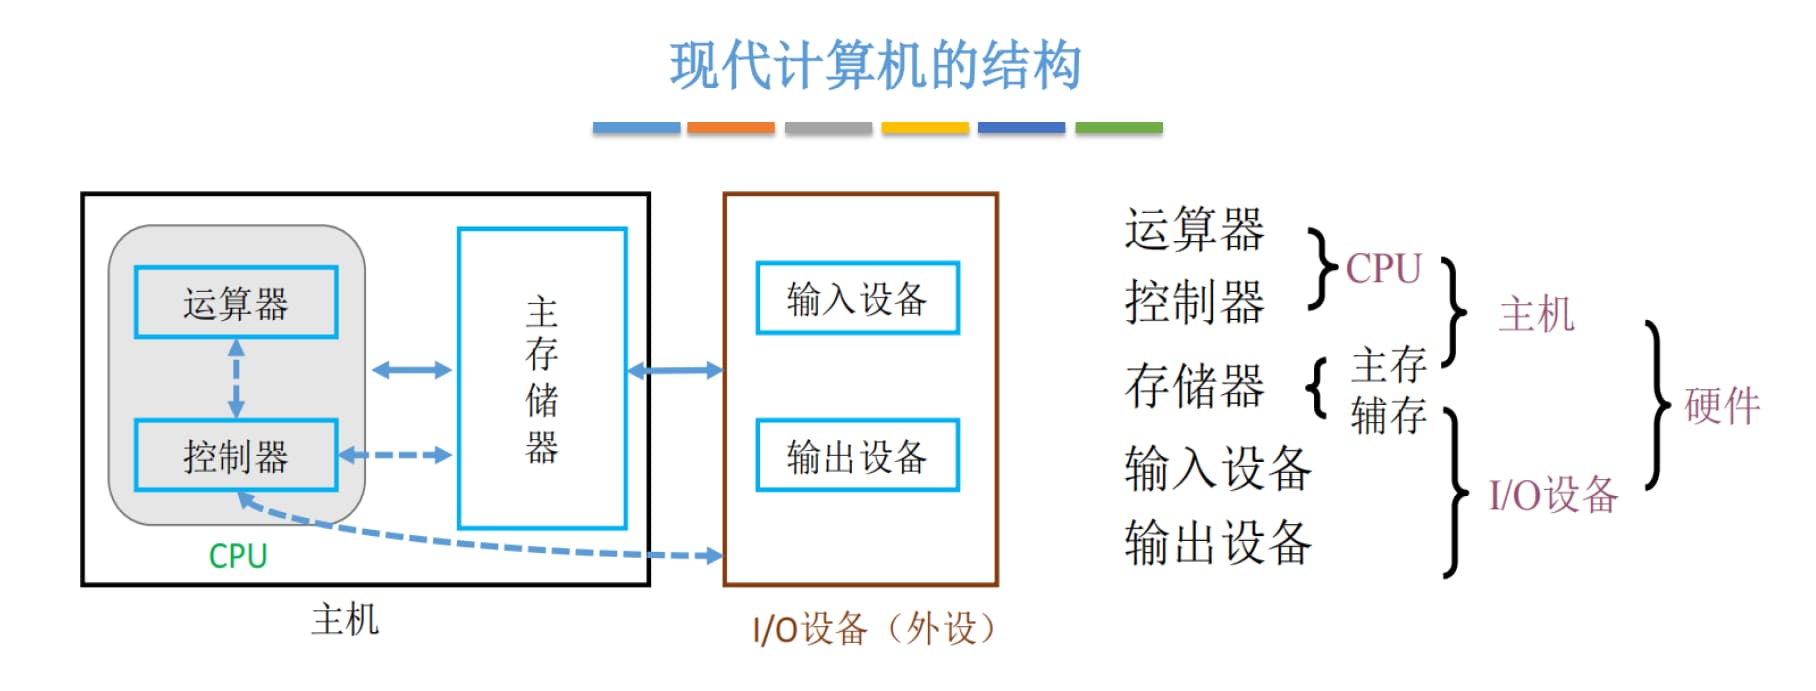 现代计算机的结构
运算器
控制器
CPU
主存储器
主机
输入设备
输出设备
I/O设备（外设）
运算器
控制器
CPU
存储器
主存
辅存
主机
输入设备
输出设备
I/O设备
硬件